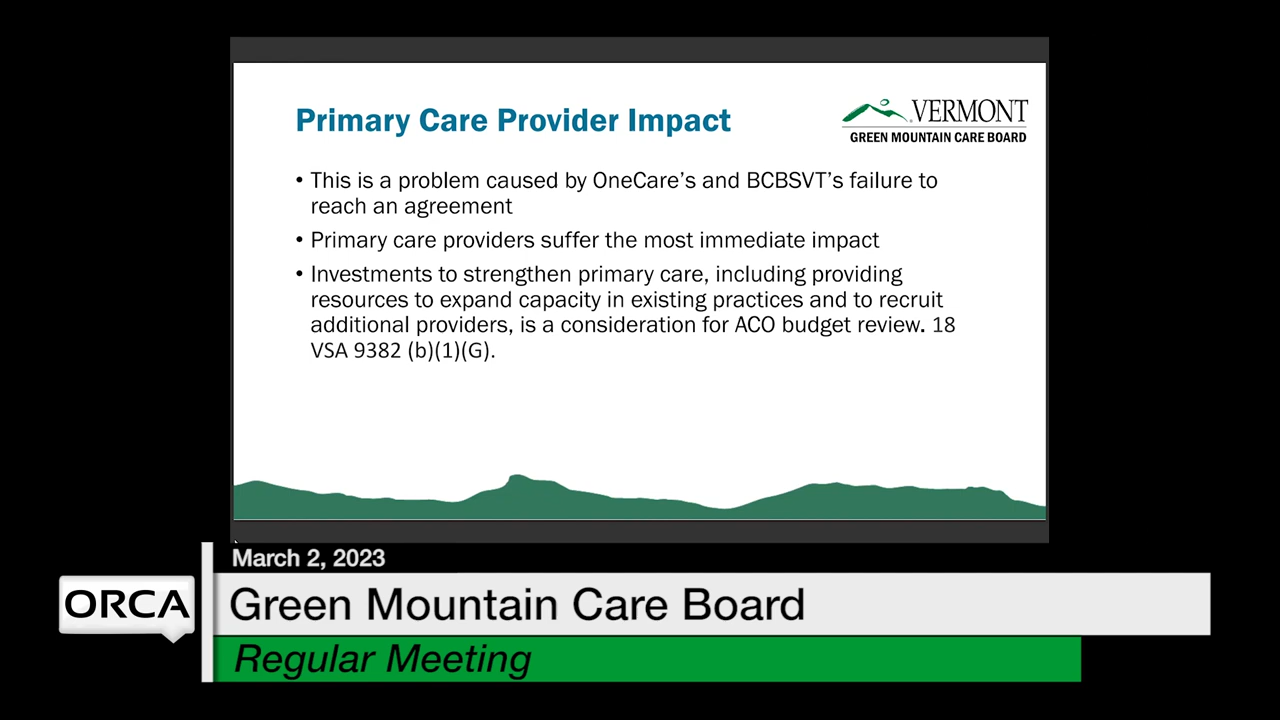 Primary Care Provider Impact
VERMONT
GREEN MOUNTAIN CARE BOARD
• This is a problem caused by OneCare's and BCBSVT's failure to
reach an agreement
• Primary care providers suffer the most immediate impact
• Investments to strengthen primary care, including providing
resources to expand capacity in existing practices and to recruit
additional providers, is a consideration for ACO budget review. 18
VSA 9382 (b)(1)(G).
March 2, 2023
ORCA
Green Mountain Care Board
Regular Meeting